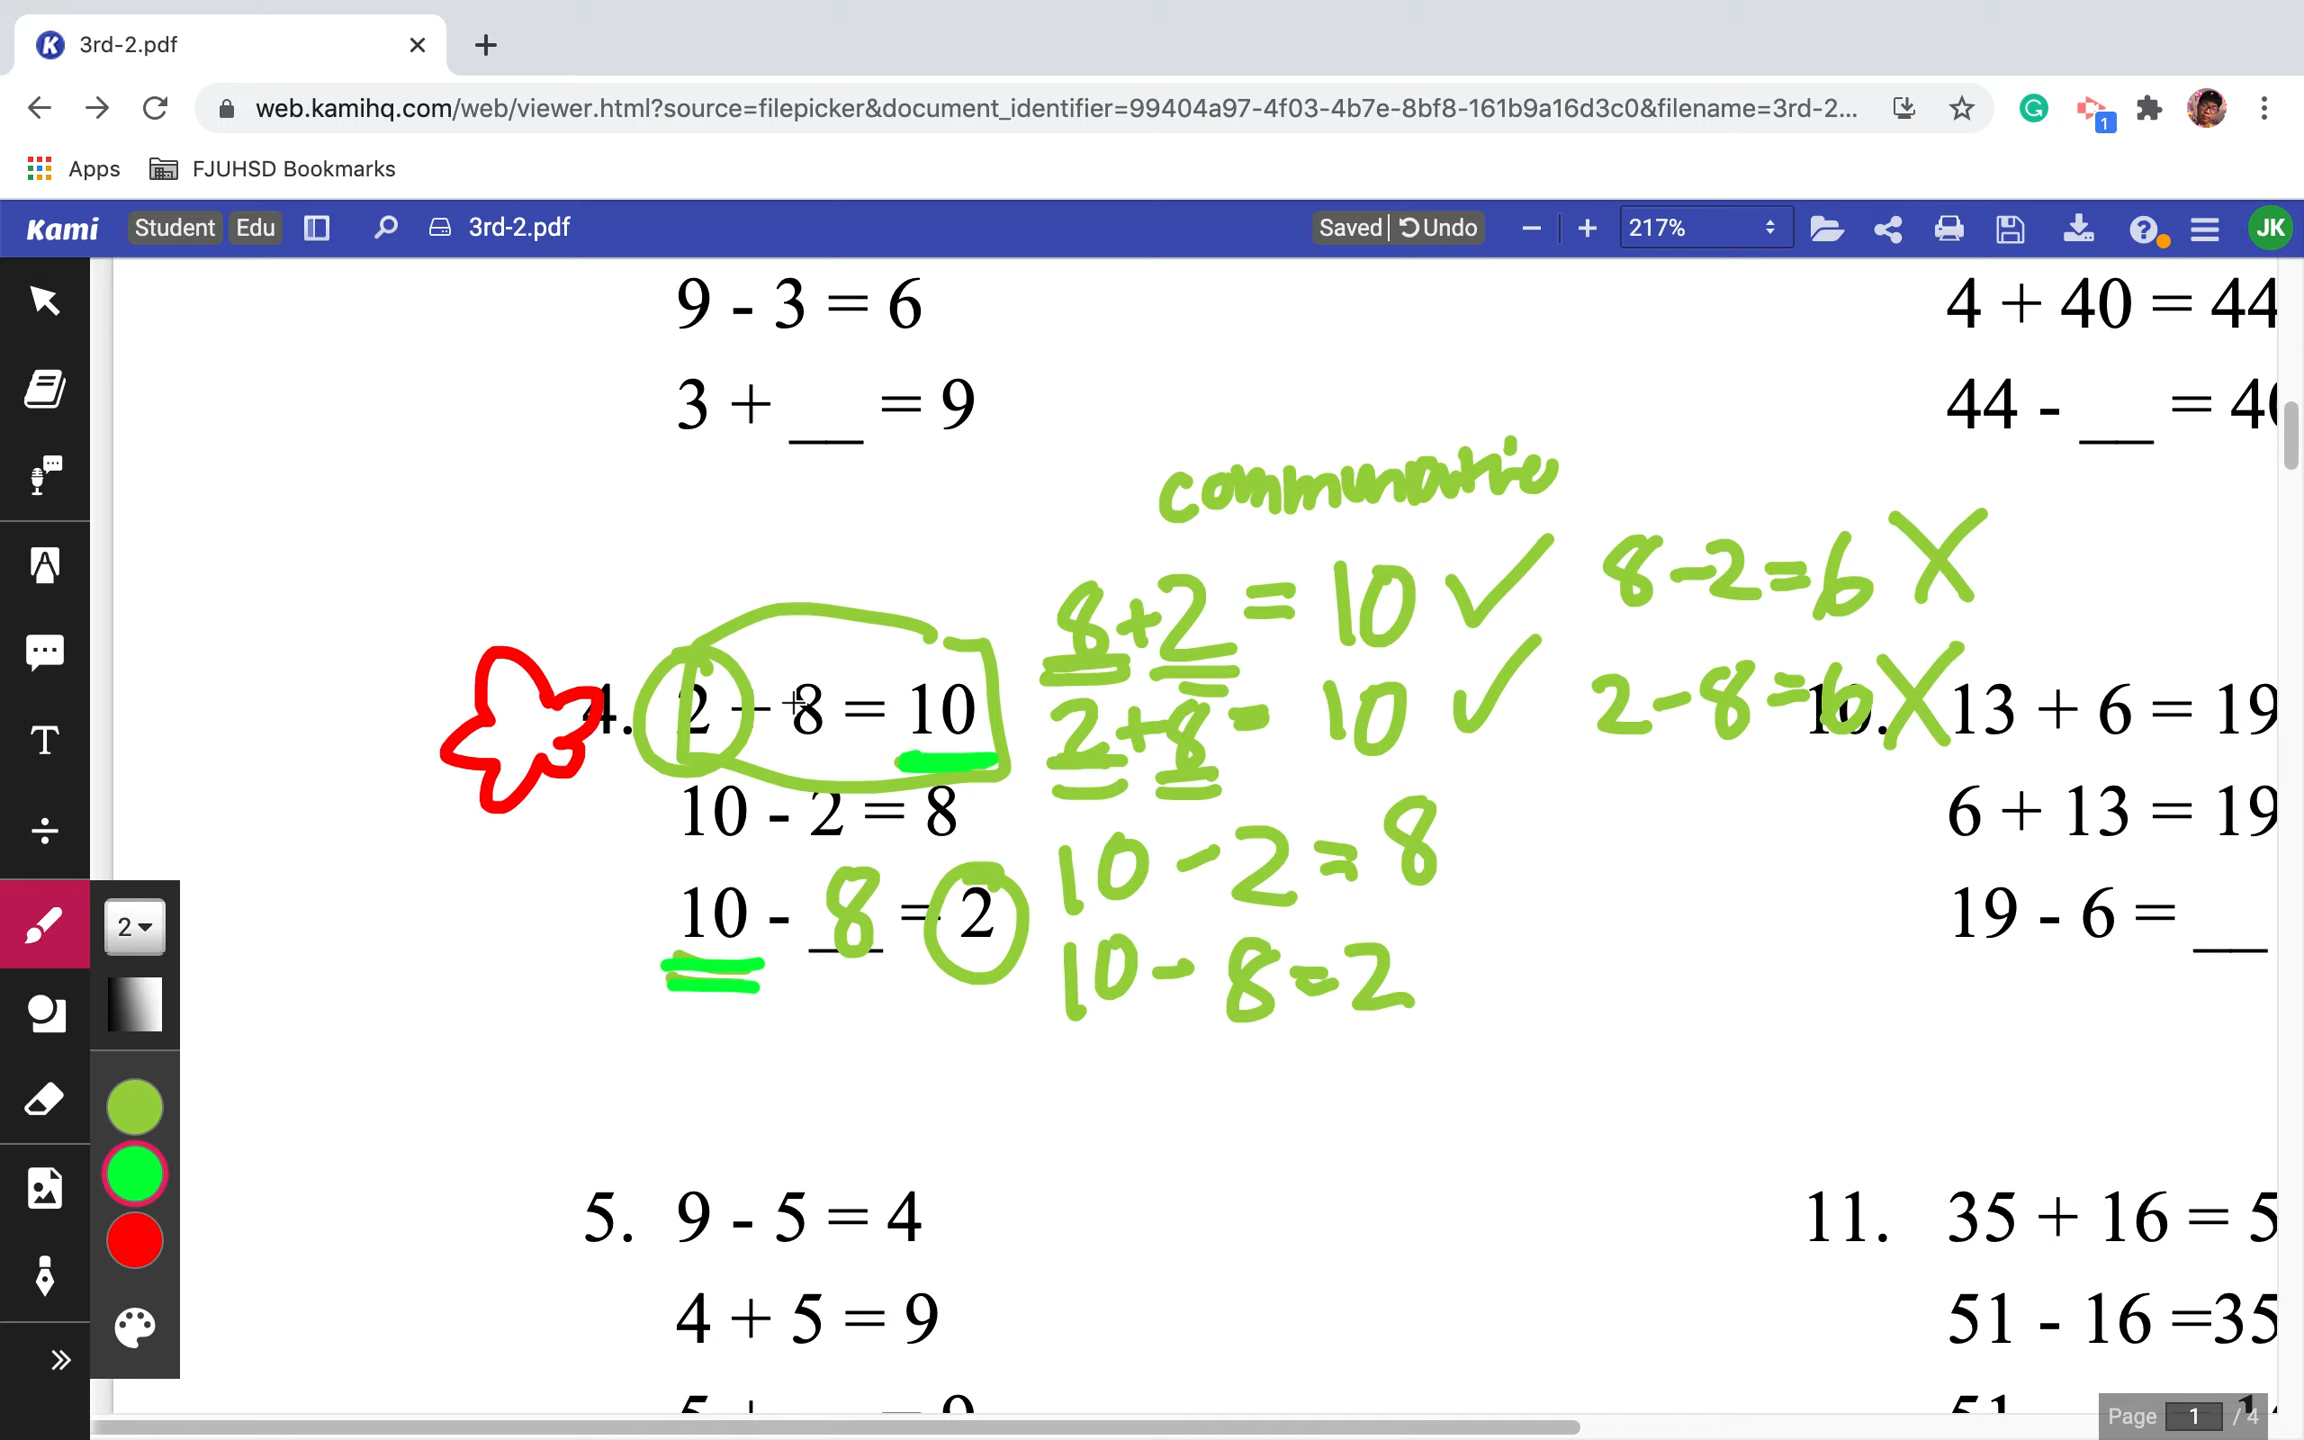 3rd-2.pdf
web.kamihq.com/web/viewer.html?source=filepicker&document_identifier=99404a97-4f03-4b7e-8bf8-161b9a16d3c0&filename=3rd-2...
1
Apps FJUHSD Bookmarks
Kami Student Edu 3rd-2.pdf Saved Undo 217% JK
9 - 3 = 6
3 + __ = 9
4 + 40 = 44
44 - __ = 40
8+2 = 10 ✓ 8-2=6 X
4. 2 + 8 = 10
2+8=10 ✓ 2-8=6 X
10 - 2 = 8
10 - 8 = 2
10-2=8
10-8=2
10. 13 + 6 = 19
6 + 13 = 19
19 - 6 = __
2
5. 9 - 5 = 4
4 + 5 = 9
11. 35 + 16 = 5
51 - 16 =35
Page 1 / 4